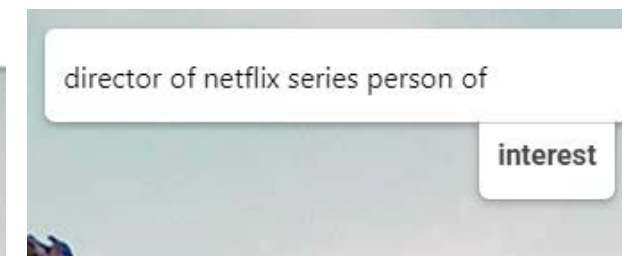 director of netflix series person of
interest